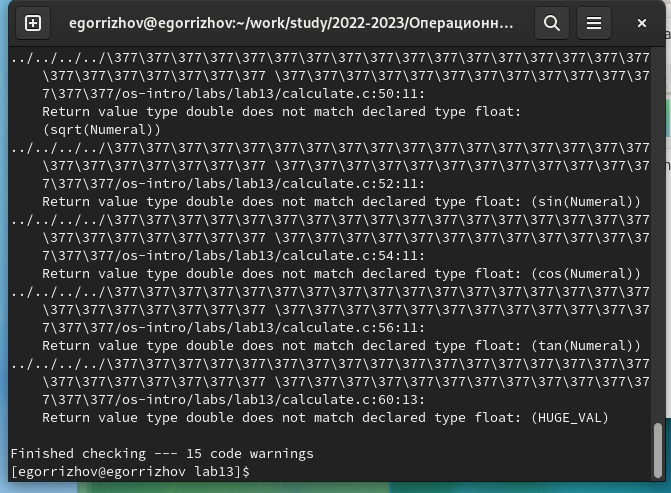 egorrizhov@egorrizhov:~/work/study/2022-2023/Операционн...
../../../../\377\377\377\377\377\377\377\377\377\377\377\377\377\377\377\377\377
\377\377\377\377\377\377\377 \377\377\377\377\377\377\377\377\377\377\377\37
7\377\377/os-intro/labs/lab13/calculate.c:50:11:
Return value type double does not match declared type float:
(sqrt(Numeral))
../../../../\377\377\377\377\377\377\377\377\377\377\377\377\377\377\377\377\377
\377\377\377\377\377\377\377 \377\377\377\377\377\377\377\377\377\377\377\37
7\377\377/os-intro/labs/lab13/calculate.c:52:11:
Return value type double does not match declared type float: (sin(Numeral))
../../../../\377\377\377\377\377\377\377\377\377\377\377\377\377\377\377\377\377
\377\377\377\377\377\377\377 \377\377\377\377\377\377\377\377\377\377\377\37
7\377\377/os-intro/labs/lab13/calculate.c:54:11:
Return value type double does not match declared type float: (cos(Numeral))
../../../../\377\377\377\377\377\377\377\377\377\377\377\377\377\377\377\377\377
\377\377\377\377\377\377\377 \377\377\377\377\377\377\377\377\377\377\377\37
7\377\377/os-intro/labs/lab13/calculate.c:56:11:
Return value type double does not match declared type float: (tan(Numeral))
../../../../\377\377\377\377\377\377\377\377\377\377\377\377\377\377\377\377\377
\377\377\377\377\377\377\377 \377\377\377\377\377\377\377\377\377\377\377\37
7\377\377/os-intro/labs/lab13/calculate.c:60:13:
Return value type double does not match declared type float: (HUGE_VAL)
Finished checking --- 15 code warnings
[egorrizhov@egorrizhov lab13]$